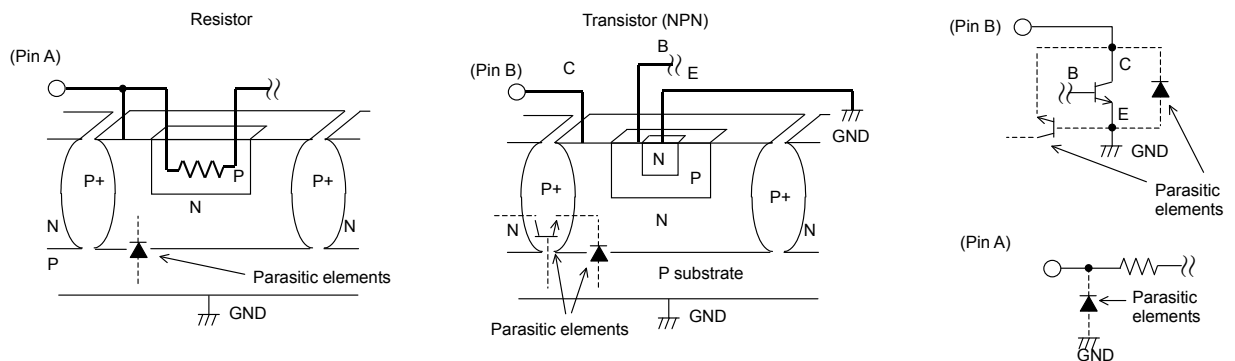 Resistor
(Pin A)
P+
P+
P
N
N
N
P
Parasitic elements
GND
Transistor (NPN)
(Pin B)
C
B
E
GND
P+
P+
N
P
N
N
N
P substrate
Parasitic elements
GND
(Pin B)
C
B
E
GND
Parasitic
elements
(Pin A)
Parasitic
elements
GND